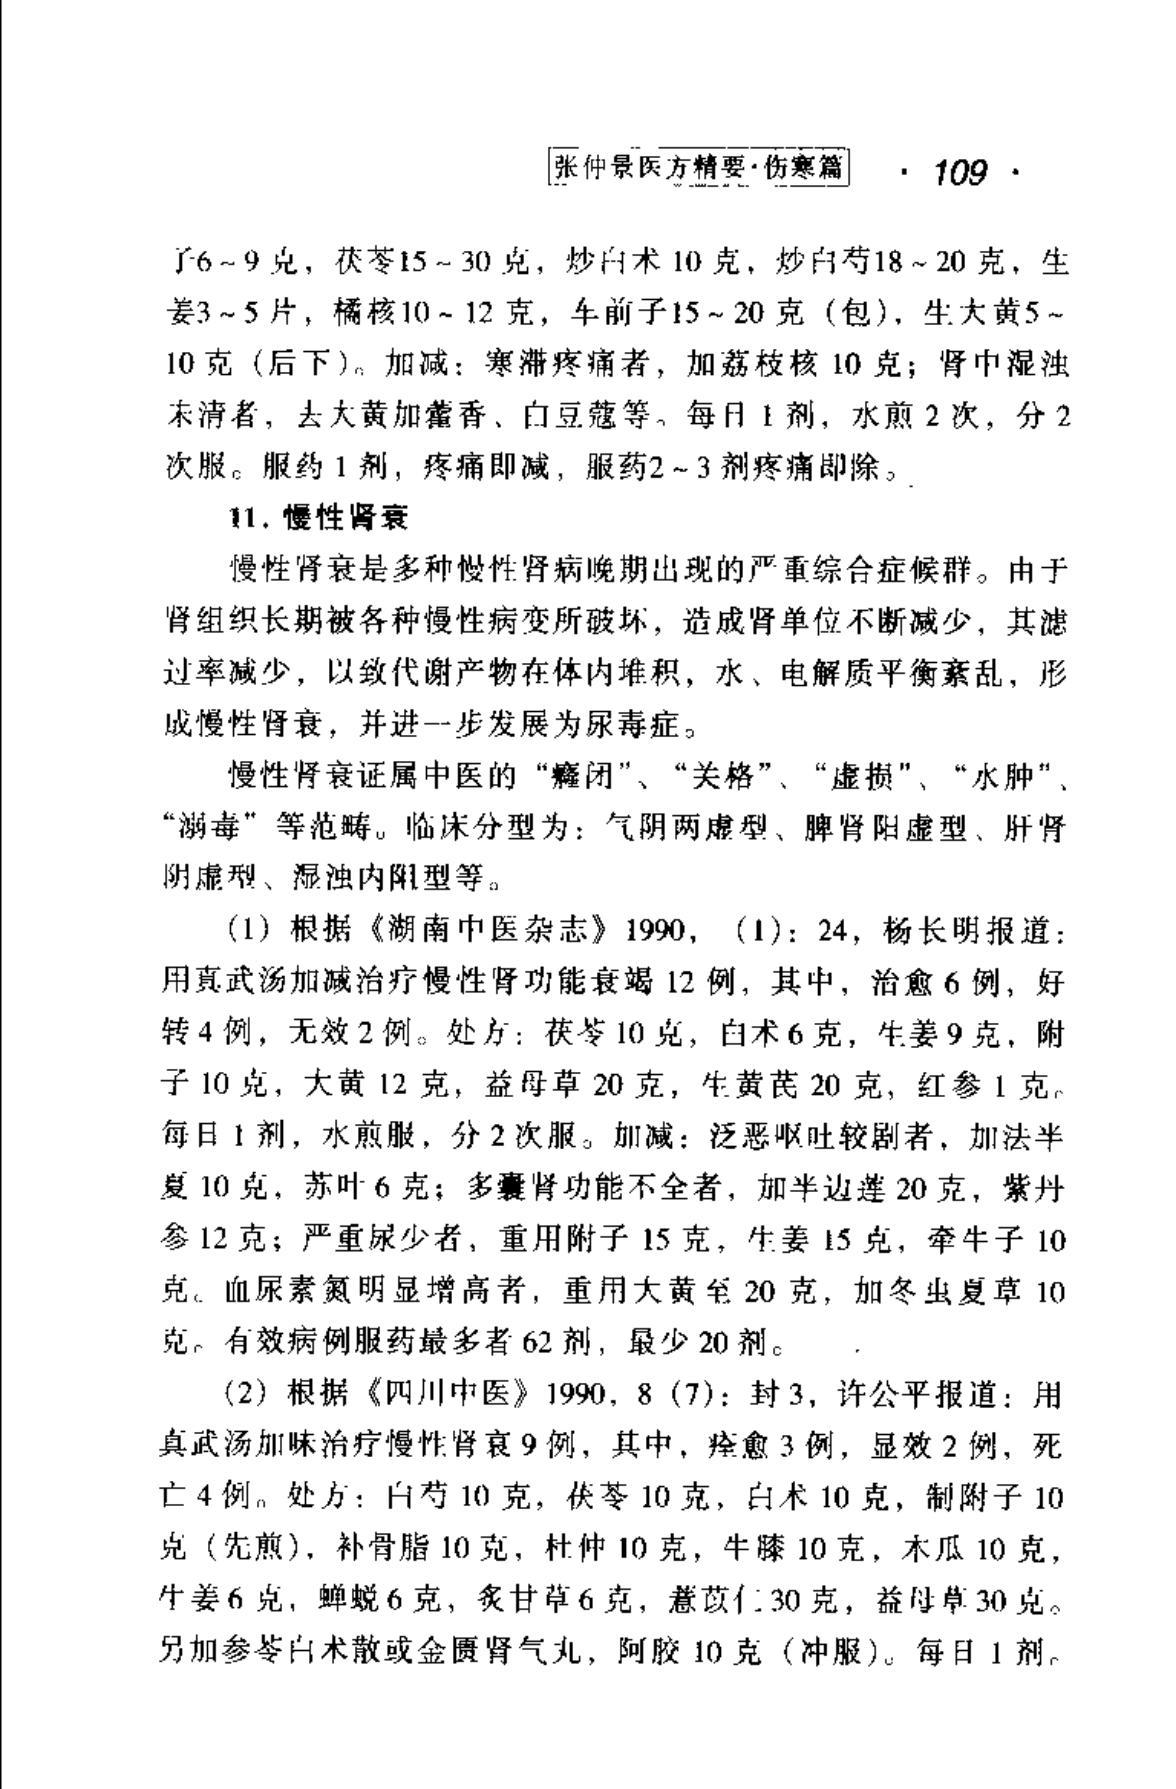 张仲景医方精要·伤寒篇 · 109 ·
子6~9克，茯苓15~30克，炒白术10克，炒白芍18~20克，生
姜3~5片，橘核10~12克，车前子15~20克（包），生大黄5~
10克（后下）。加减：寒滞疼痛者，加荔枝核10克；肾中湿浊
未清者，去大黄加藿香、白豆蔻等。每日1剂，水煎2次，分2
次服。服药1剂，疼痛即减，服药2~3剂疼痛即除。
11. 慢性肾衰
慢性肾衰是多种慢性肾病晚期出现的严重综合症候群。由于
肾组织长期被各种慢性病变所破坏，造成肾单位不断减少，其滤
过率减少，以致代谢产物在体内堆积，水、电解质平衡紊乱，形
成慢性肾衰，并进一步发展为尿毒症。
慢性肾衰证属中医的“癃闭”、“关格”、“虚损”、“水肿”、
“溺毒”等范畴。临床分型为：气阴两虚型、脾肾阳虚型、肝肾
阴虚型、湿浊内阻型等。
（1）根据《湖南中医杂志》1990，（1）：24，杨长明报道：
用真武汤加减治疗慢性肾功能衰竭12例，其中，治愈6例，好
转4例，无效2例。处方：茯苓10克，白术6克，生姜9克，附
子10克，大黄12克，益母草20克，生黄芪20克，红参1克。
每日1剂，水煎服，分2次服。加减：泛恶呕吐较剧者，加法半
夏10克，苏叶6克；多囊肾功能不全者，加半边莲20克，紫丹
参12克；严重尿少者，重用附子15克，生姜15克，牵牛子10
克。血尿素氮明显增高者，重用大黄至20克，加冬虫夏草10
克。有效病例服药最多者62剂，最少20剂。
（2）根据《四川中医》1990，8（7）：封3，许公平报道：用
真武汤加味治疗慢性肾衰9例，其中，痊愈3例，显效2例，死
亡4例。处方：白芍10克，茯苓10克，白术10克，制附子10
克（先煎），补骨脂10克，杜仲10克，牛膝10克，木瓜10克，
生姜6克，蝉蜕6克，炙甘草6克，薏苡仁30克，益母草30克。
另加参苓白术散或金匮肾气丸，阿胶10克（冲服）。每日1剂。